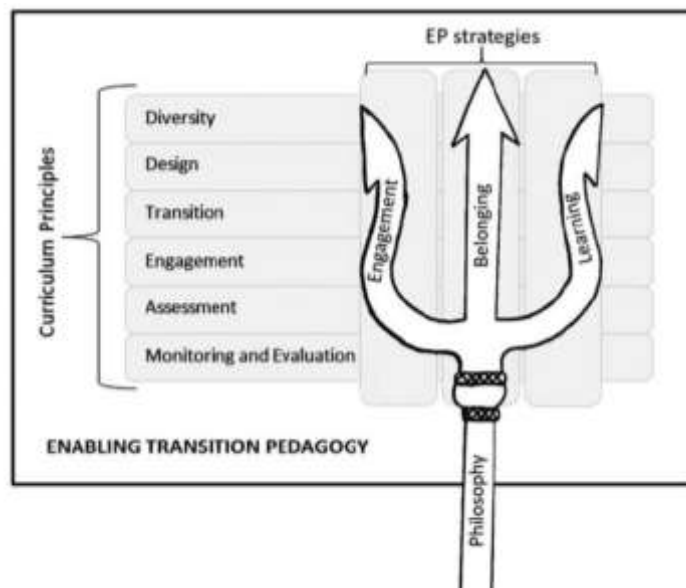 EP strategies
Curriculum Principles
Diversity
Design
Transition
Engagement
Assessment
Monitoring and Evaluation
Engagement
Belonging
Learning
ENABLING TRANSITION PEDAGOGY
Philosophy